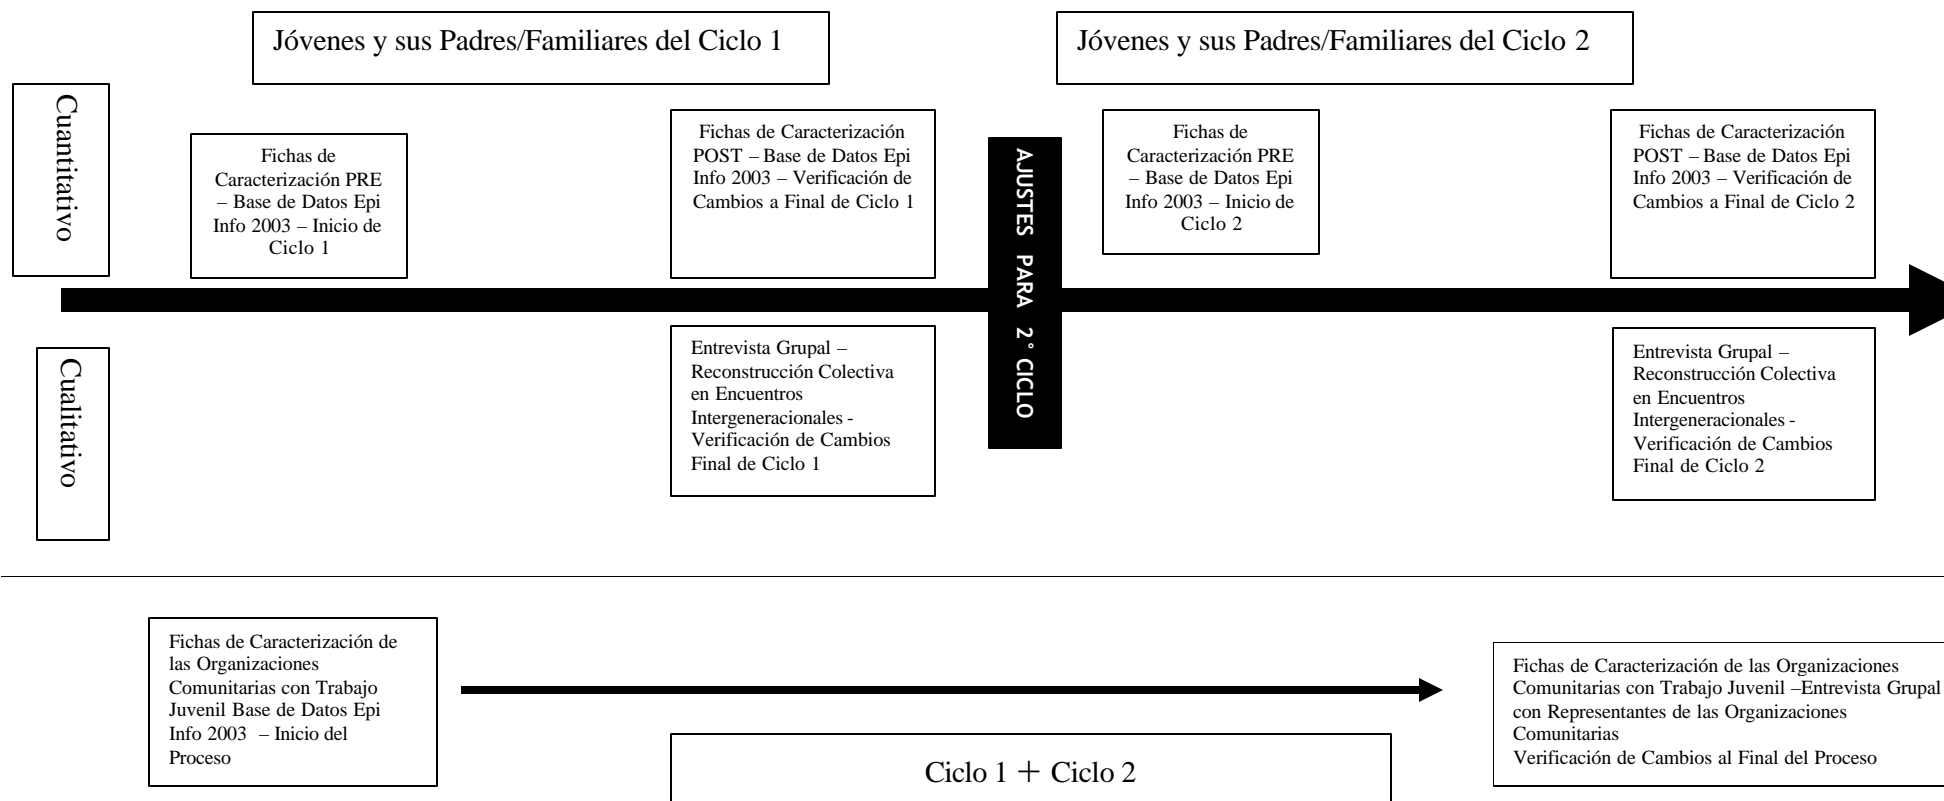 Jóvenes y sus Padres/Familiares del Ciclo 1
Jóvenes y sus Padres/Familiares del Ciclo 2
Cuantitativo
Fichas de
Caracterización PRE
– Base de Datos Epi
Info 2003 – Inicio de
Ciclo 1
Fichas de Caracterización
POST – Base de Datos Epi
Info 2003 – Verificación de
Cambios a Final de Ciclo 1
AJUSTES PARA 2° CICLO
Fichas de
Caracterización PRE
– Base de Datos Epi
Info 2003 – Inicio de
Ciclo 2
Fichas de Caracterización
POST – Base de Datos Epi
Info 2003 – Verificación de
Cambios a Final de Ciclo 2
Cualitativo
Entrevista Grupal –
Reconstrucción Colectiva
en Encuentros
Intergeneracionales -
Verificación de Cambios
Final de Ciclo 1
Entrevista Grupal –
Reconstrucción Colectiva
en Encuentros
Intergeneracionales -
Verificación de Cambios
Final de Ciclo 2
Fichas de Caracterización de
las Organizaciones
Comunitarias con Trabajo
Juvenil Base de Datos Epi
Info 2003 – Inicio del
Proceso
Ciclo 1 + Ciclo 2
Fichas de Caracterización de las Organizaciones
Comunitarias con Trabajo Juvenil –Entrevista Grupal
con Representantes de las Organizaciones
Comunitarias
Verificación de Cambios al Final del Proceso